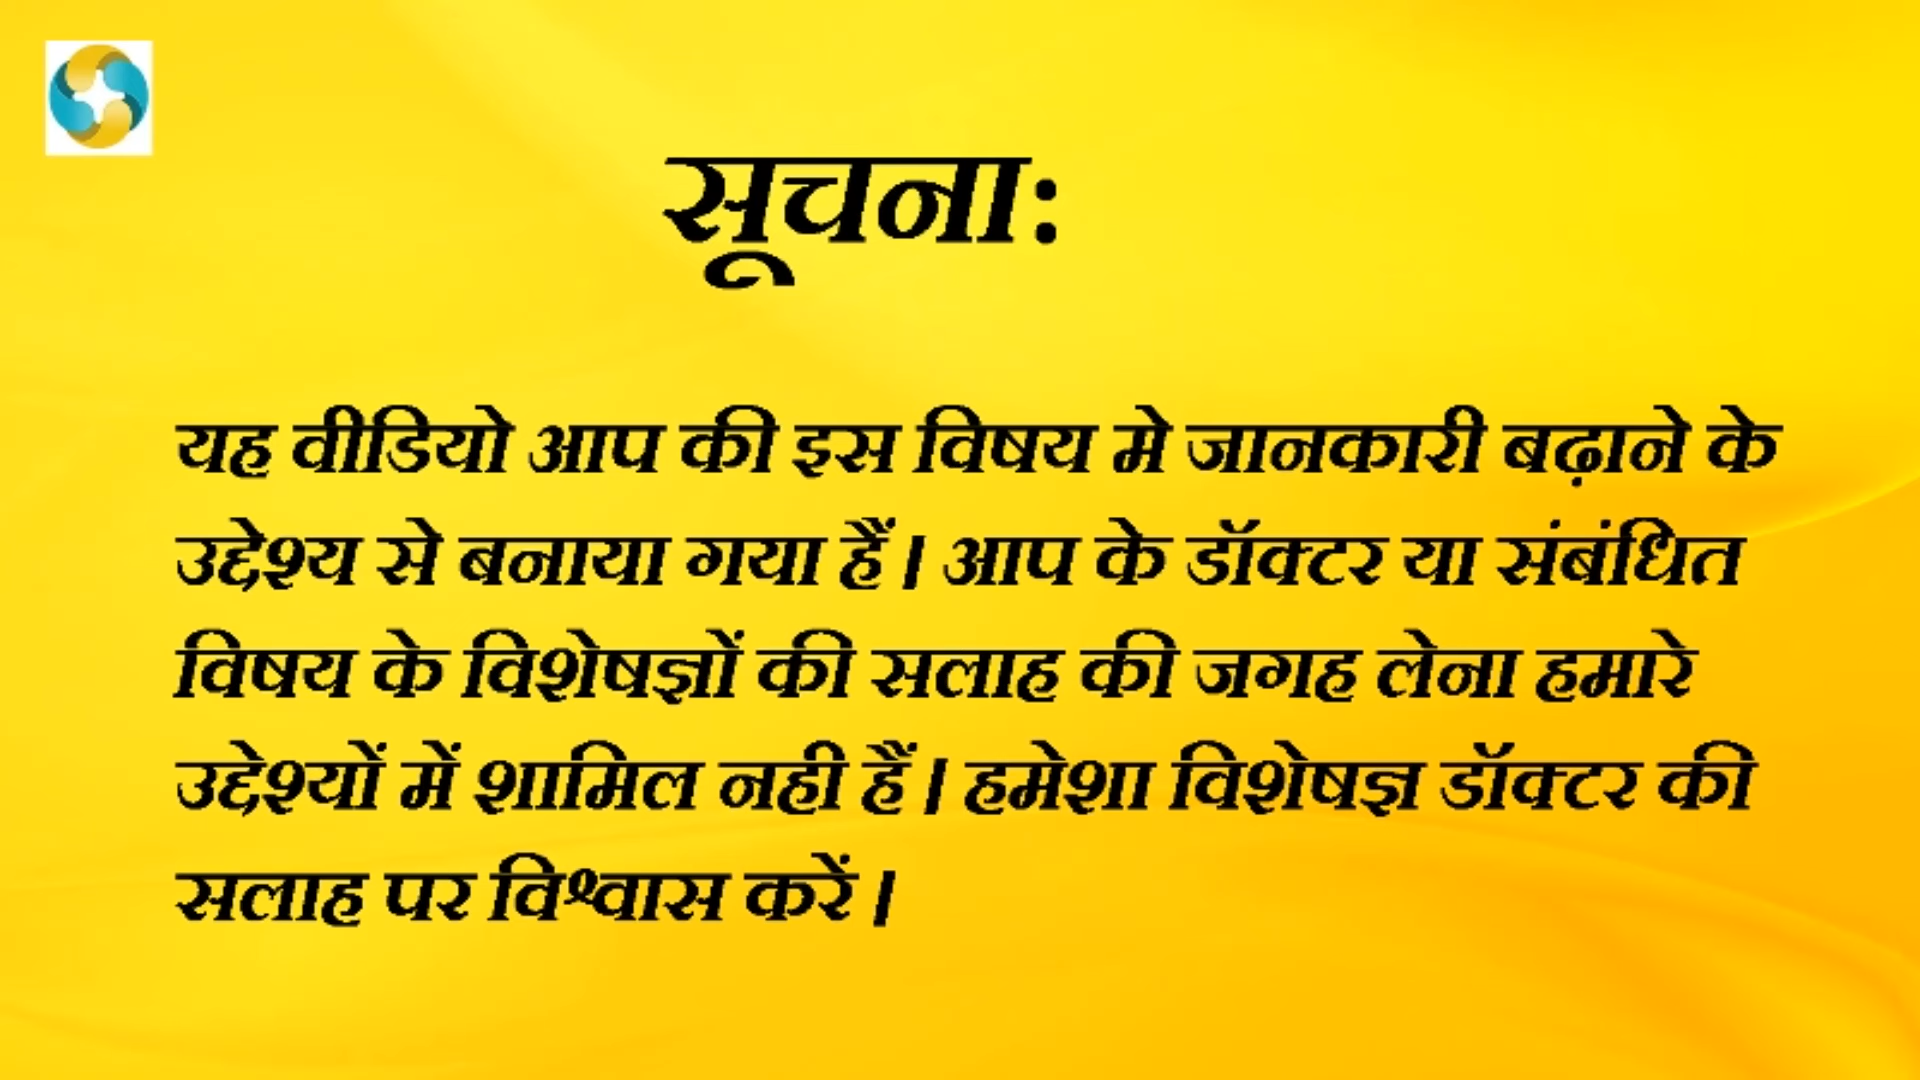 सूचना:
यह वीडियो आप की इस विषय मे जानकारी बढ़ाने के
उद्देश्य से बनाया गया हैं। आप के डॉक्टर या संबंधित
विषय के विशेषज्ञों की सलाह की जगह लेना हमारे
उद्देश्यों में शामिल नही हैं। हमेशा विशेषज्ञ डॉक्टर की
सलाह पर विश्वास करें।